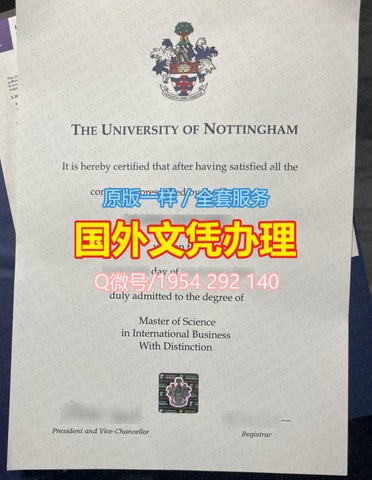 THE UNIVERSITY OF NOTTINGHAM
It is hereby certified that after having satisfied all the
原版一样/全套服务
国外文凭办理
day of
Q微号/1954 292 140
duly admitted to the degree of
Master of Science
in International Business
With Distinction
President and Vice-Chancellor
Registrar